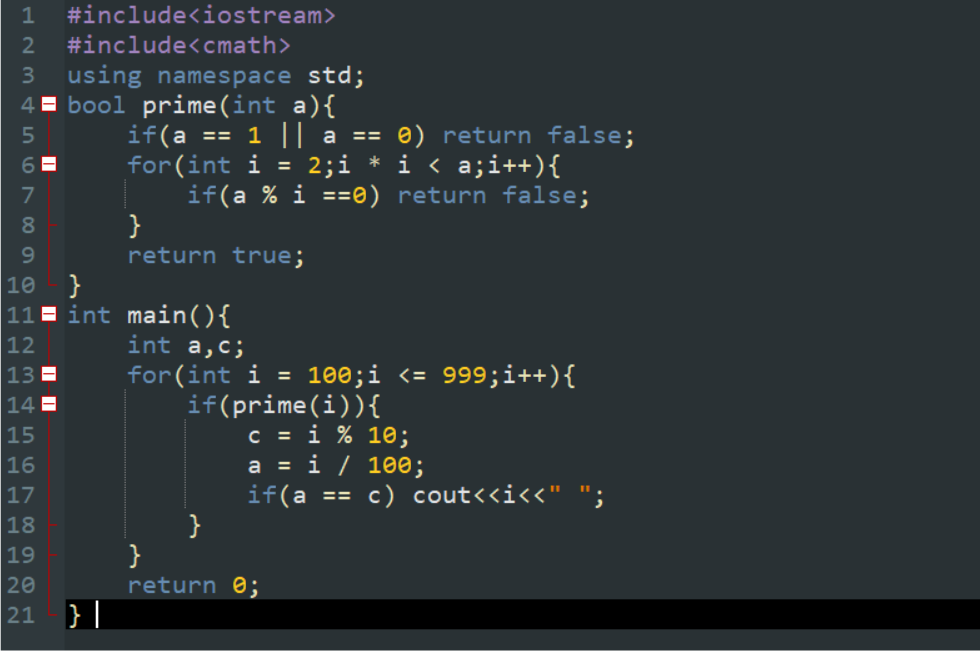 1 #include<iostream>
2 #include<cmath>
3 using namespace std;
4 bool prime(int a){
5     if(a == 1 || a == 0) return false;
6     for(int i = 2;i * i < a;i++){
7         if(a % i ==0) return false;
8     }
9     return true;
10 }
11 int main(){
12     int a,c;
13     for(int i = 100;i <= 999;i++){
14         if(prime(i)){
15             c = i % 10;
16             a = i / 100;
17             if(a == c) cout<<i<<" ";
18         }
19     }
20     return 0;
21 }